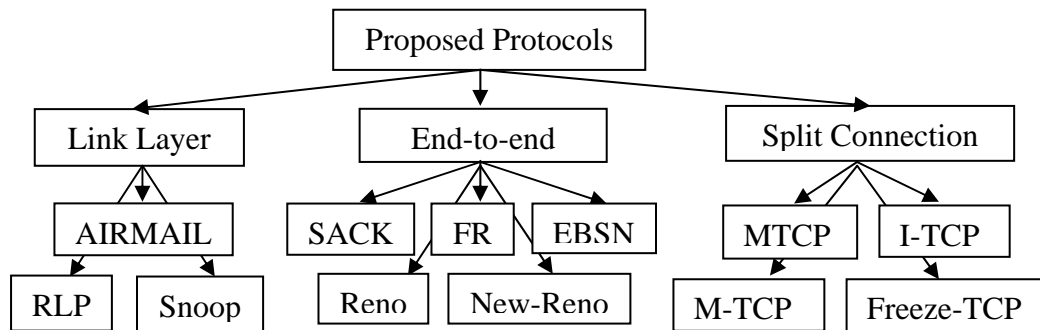 Proposed Protocols
Link Layer
End-to-end
Split Connection
AIRMAIL
SACK
FR
EBSN
MTCP
I-TCP
RLP
Snoop
Reno
New-Reno
M-TCP
Freeze-TCP